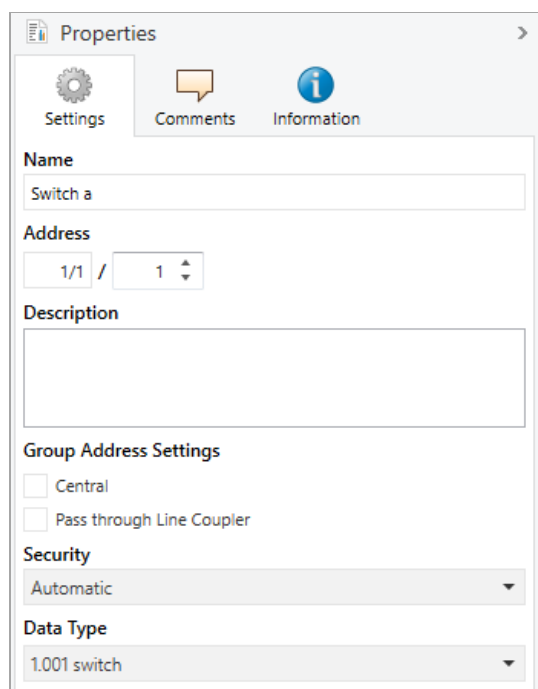 Properties
Settings Comments Information
Name
Switch a
Address
1/1 / 1
Description
Group Address Settings
Central
Pass through Line Coupler
Security
Automatic
Data Type
1.001 switch